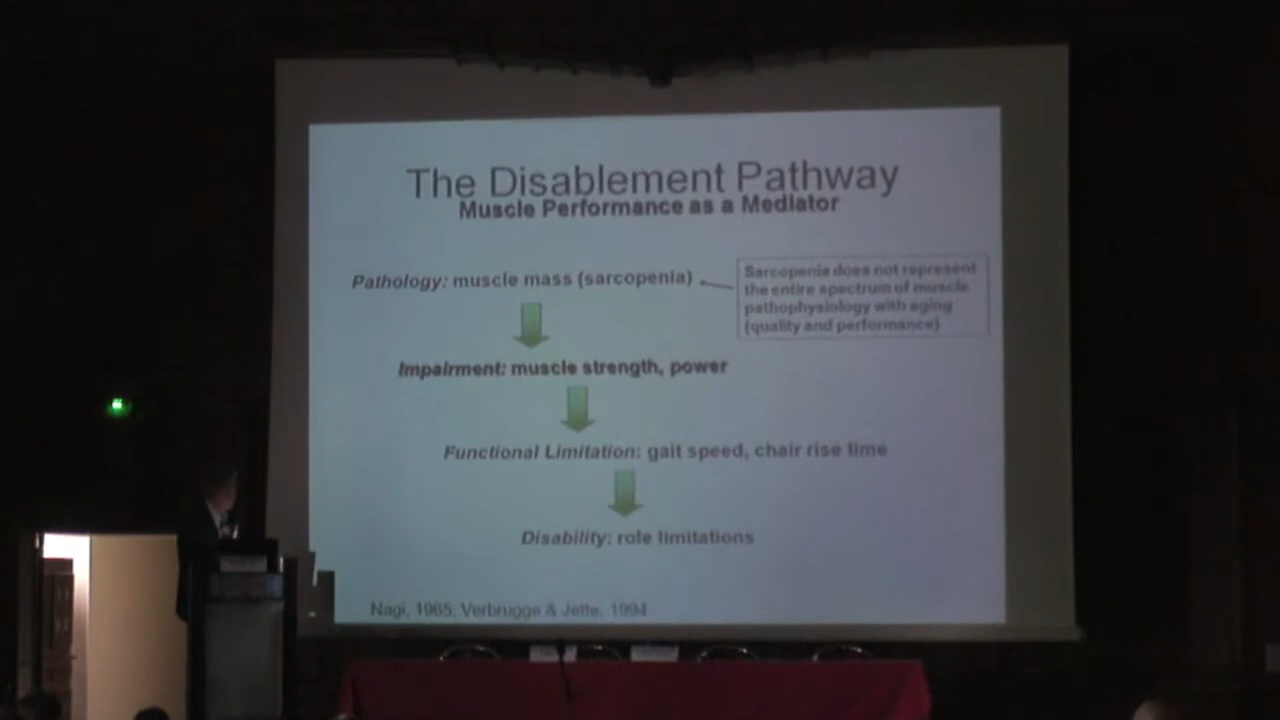 The Disablement Pathway
Muscle Performance as a Mediator
Pathology: muscle mass (sarcopenia)
Sarcopenia does not represent
the entire spectrum of muscle
pathophysiology with aging
(quality and performance)
Impairment: muscle strength, power
Functional Limitation: gait speed, chair rise time
Disability: role limitations
Nagi, 1965; Verbrugge & Jette, 1994